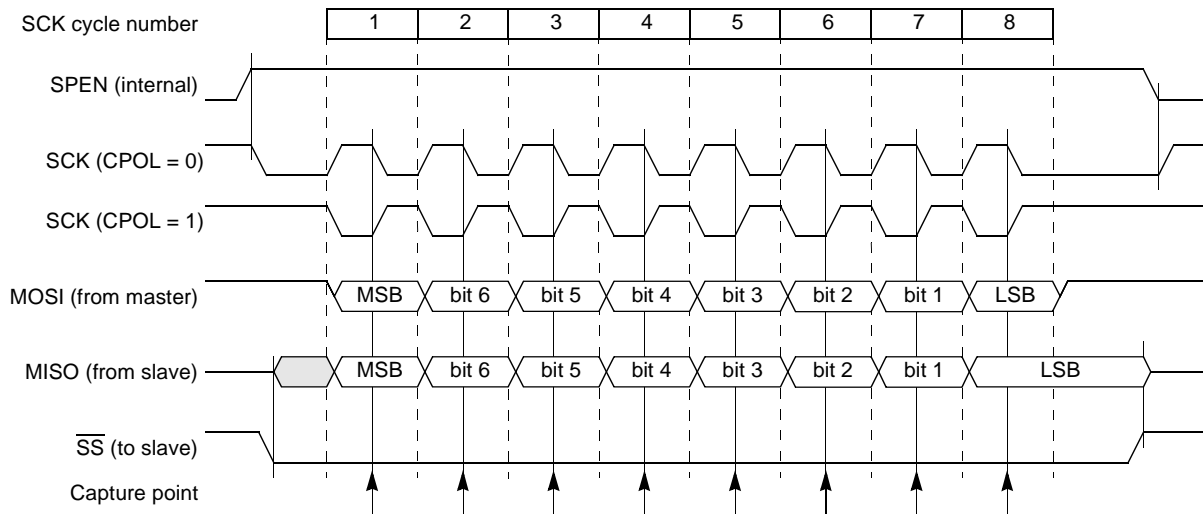 SCK cycle number 1 2 3 4 5 6 7 8
SPEN (internal)
SCK (CPOL = 0)
SCK (CPOL = 1)
MOSI (from master) MSB bit 6 bit 5 bit 4 bit 3 bit 2 bit 1 LSB
MISO (from slave) MSB bit 6 bit 5 bit 4 bit 3 bit 2 bit 1 LSB
S̅S̅ (to slave)
Capture point